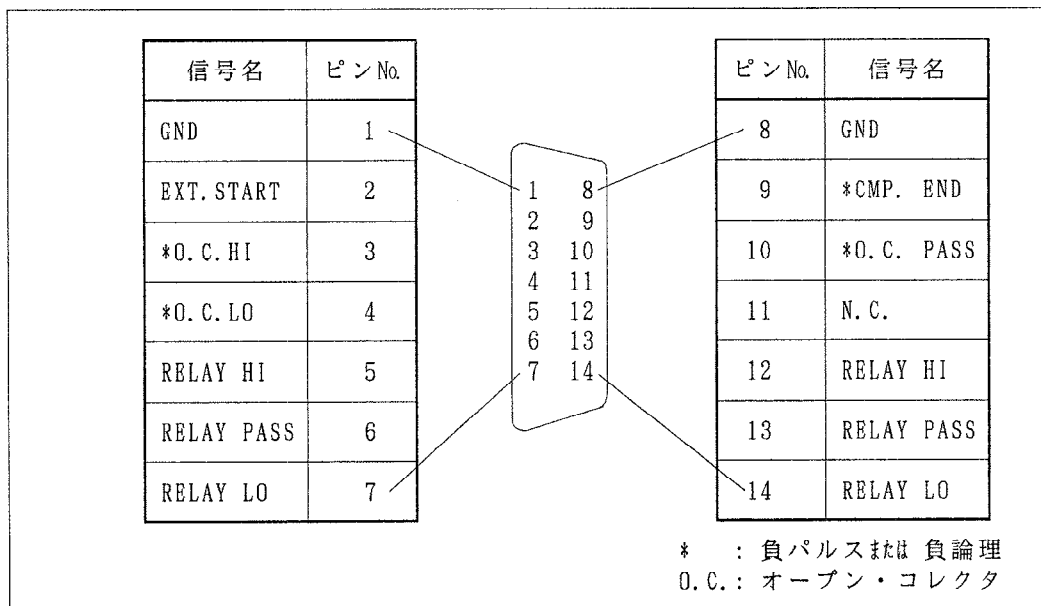 信号名 ピンNo.
GND 1
EXT. START 2
*O.C.HI 3
*O.C.LO 4
RELAY HI 5
RELAY PASS 6
RELAY LO 7
1 8
2 9
3 10
4 11
5 12
6 13
7 14
ピンNo. 信号名
8 GND
9 *CMP. END
10 *O.C. PASS
11 N.C.
12 RELAY HI
13 RELAY PASS
14 RELAY LO
* : 負パルスまたは 負論理
O.C.: オープン・コレクタ